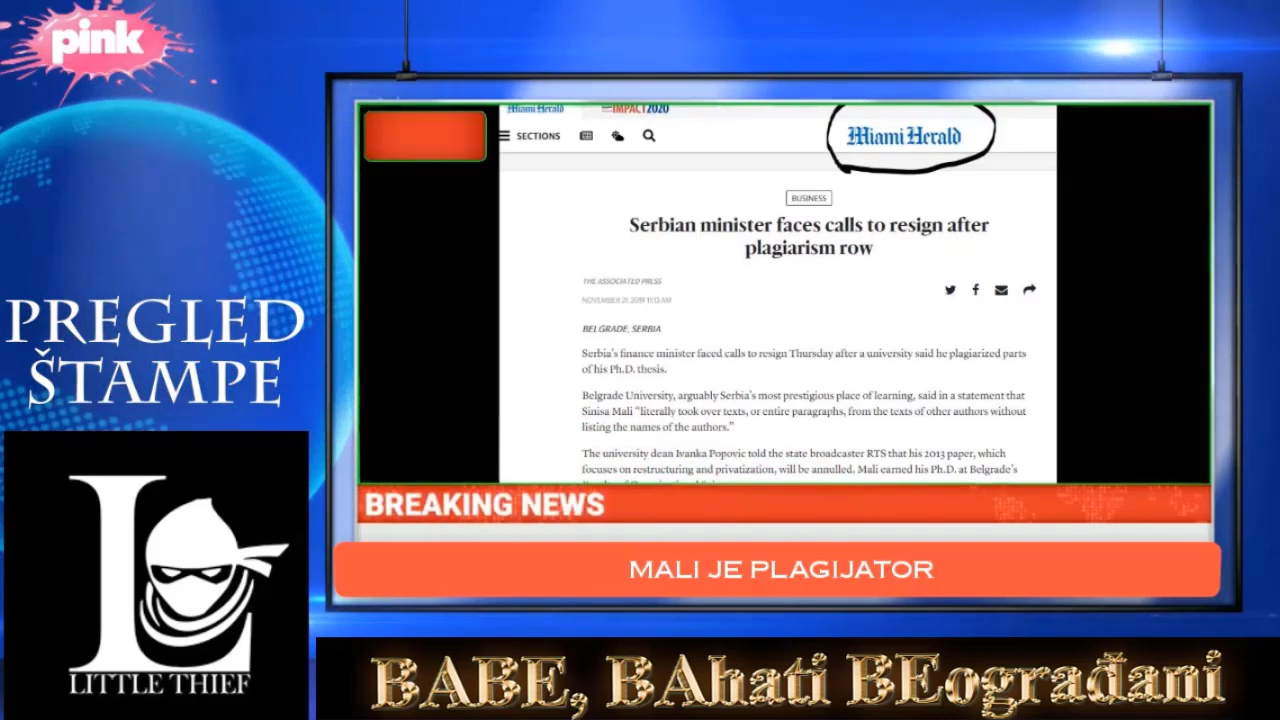 pink
Miami Herald
IMPACT2020
SECTIONS
Miami Herald
BUSINESS
Serbian minister faces calls to resign after
plagiarism row
THE ASSOCIATED PRESS
NOVEMBER 21, 2019 11:13 AM
BELGRADE, SERBIA
Serbia's finance minister faced calls to resign Thursday after a university said he plagiarized parts
of his Ph.D. thesis.
Belgrade University, arguably Serbia's most prestigious place of learning, said in a statement that
Sinisa Mali "literally took over texts, or entire paragraphs, from the texts of other authors without
listing the names of the authors."
The university dean Ivanka Popovic told the state broadcaster RTS that his 2013 paper, which
focuses on restructuring and privatization, will be annulled. Mali earned his Ph.D. at Belgrade's
PREGLED
ŠTAMPE
L
LITTLE THIEF
BREAKING NEWS
MALI JE PLAGIJATOR
BABE, BAhati BEograđani